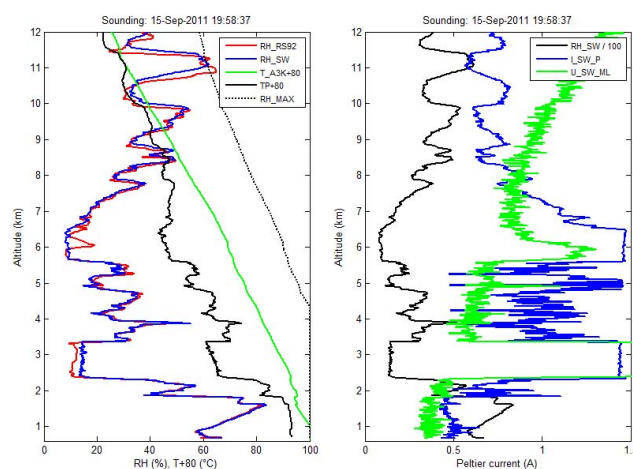 Sounding: 15-Sep-2011 19:58:37
12
11
10
9
8
7
6
5
4
3
2
1
Altitude (km)
RH_RS92
RH_SW
T_A3K+80
TP+80
RH_MAX
0
20
40
60
80
100
RH (%), T+80 (°C)
Sounding: 15-Sep-2011 19:58:37
12
11
10
9
8
7
6
5
4
3
2
1
Altitude (km)
RH_SW / 100
I_SW_P
U_SW_ML
0
0.5
1
1.
Peltier current (A)